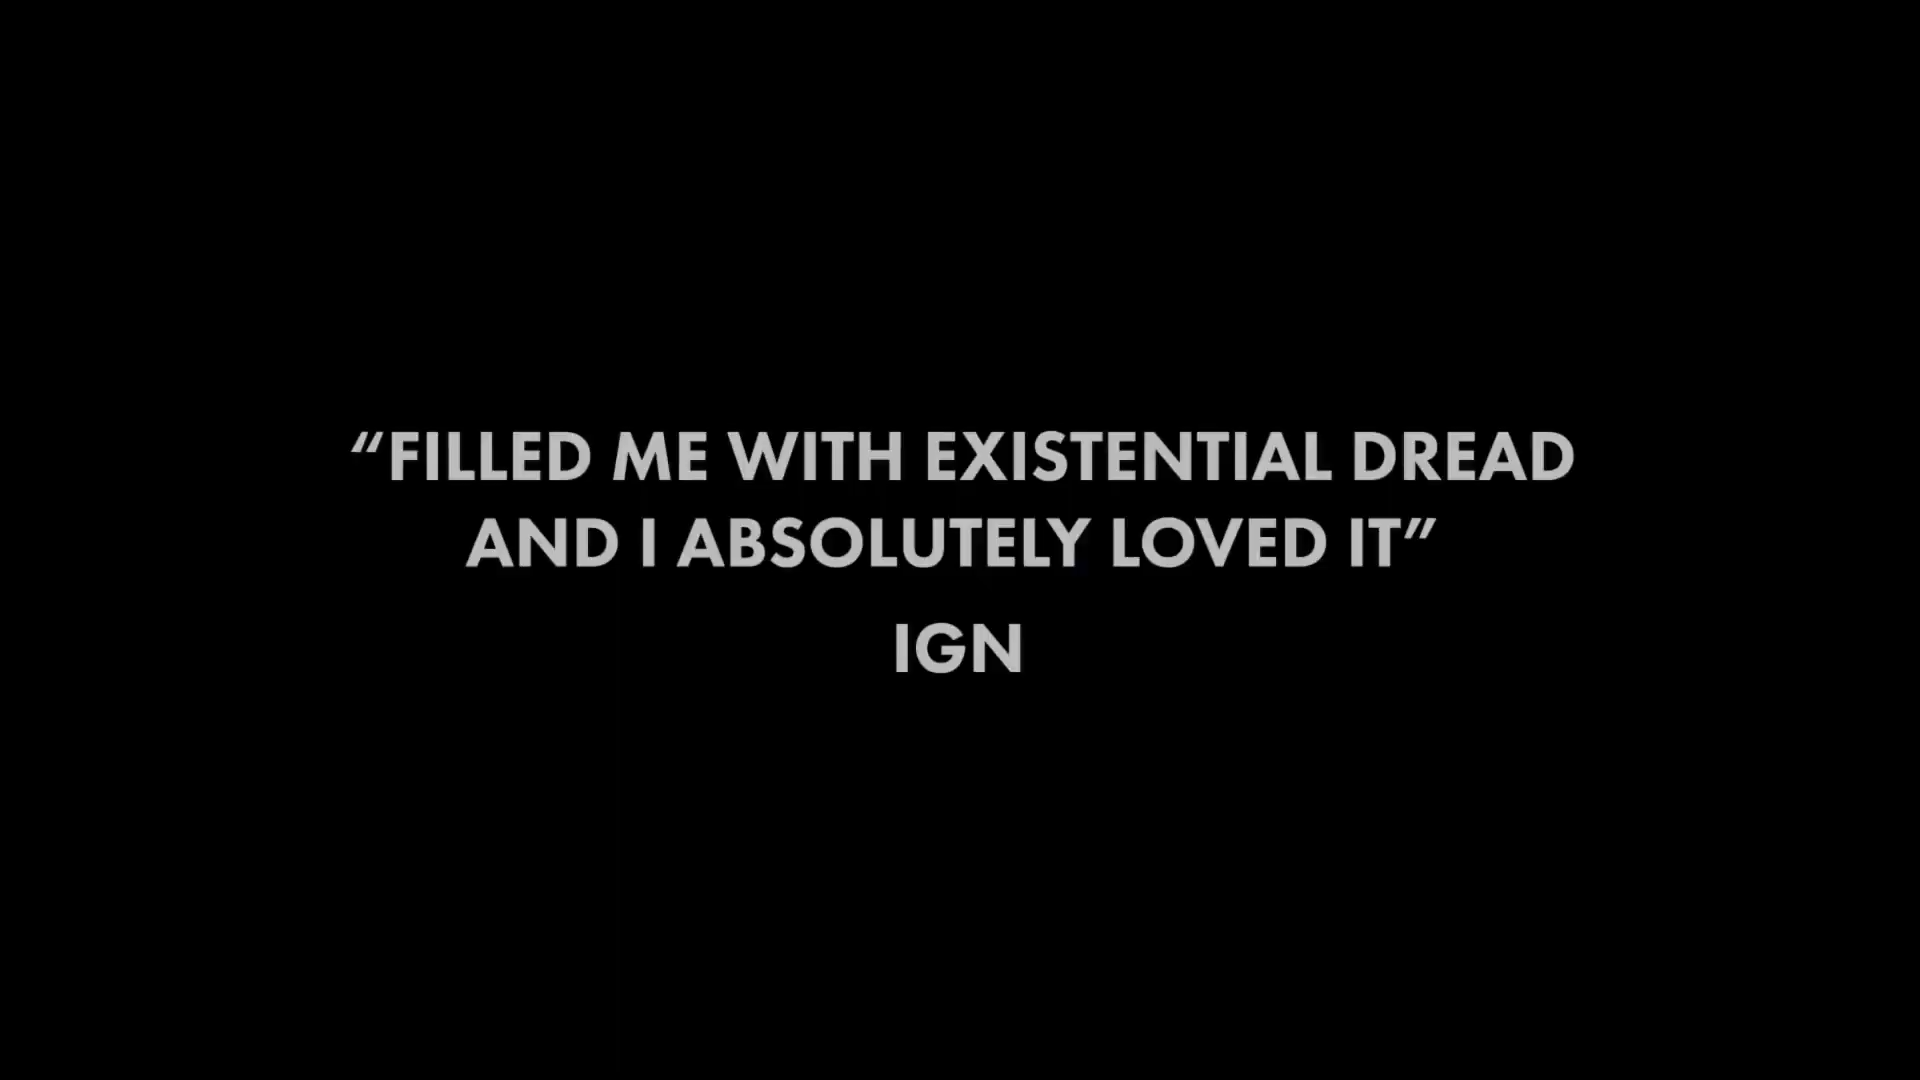 “FILLED ME WITH EXISTENTIAL DREAD
AND I ABSOLUTELY LOVED IT”
IGN